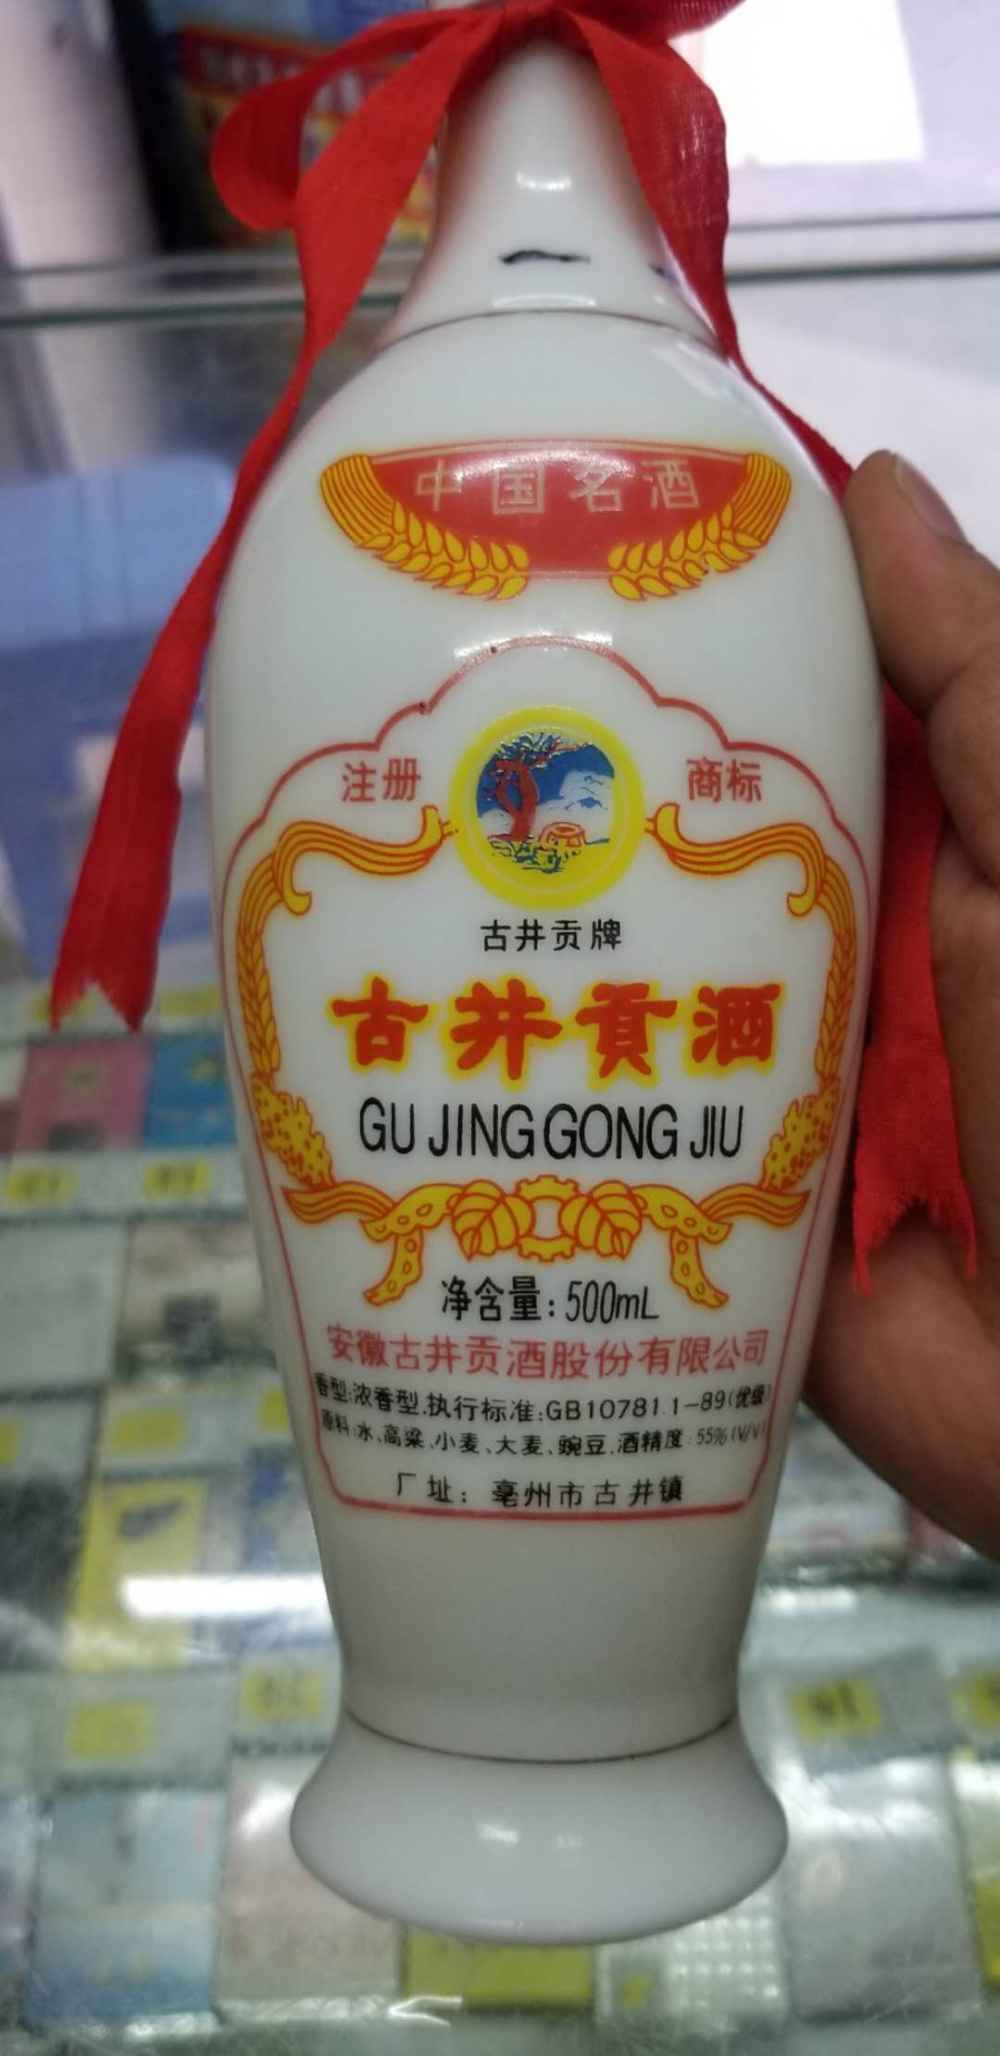 中国名酒
注册 商标
古井贡牌
古井贡酒
GU JING GONG JIU
净含量:500mL
安徽古井贡酒股份有限公司
香型:浓香型.执行标准:GB10781.1-89(优级)
原料:水、高粱、小麦、大麦、豌豆.酒精度:55%(V/V)
厂址:亳州市古井镇